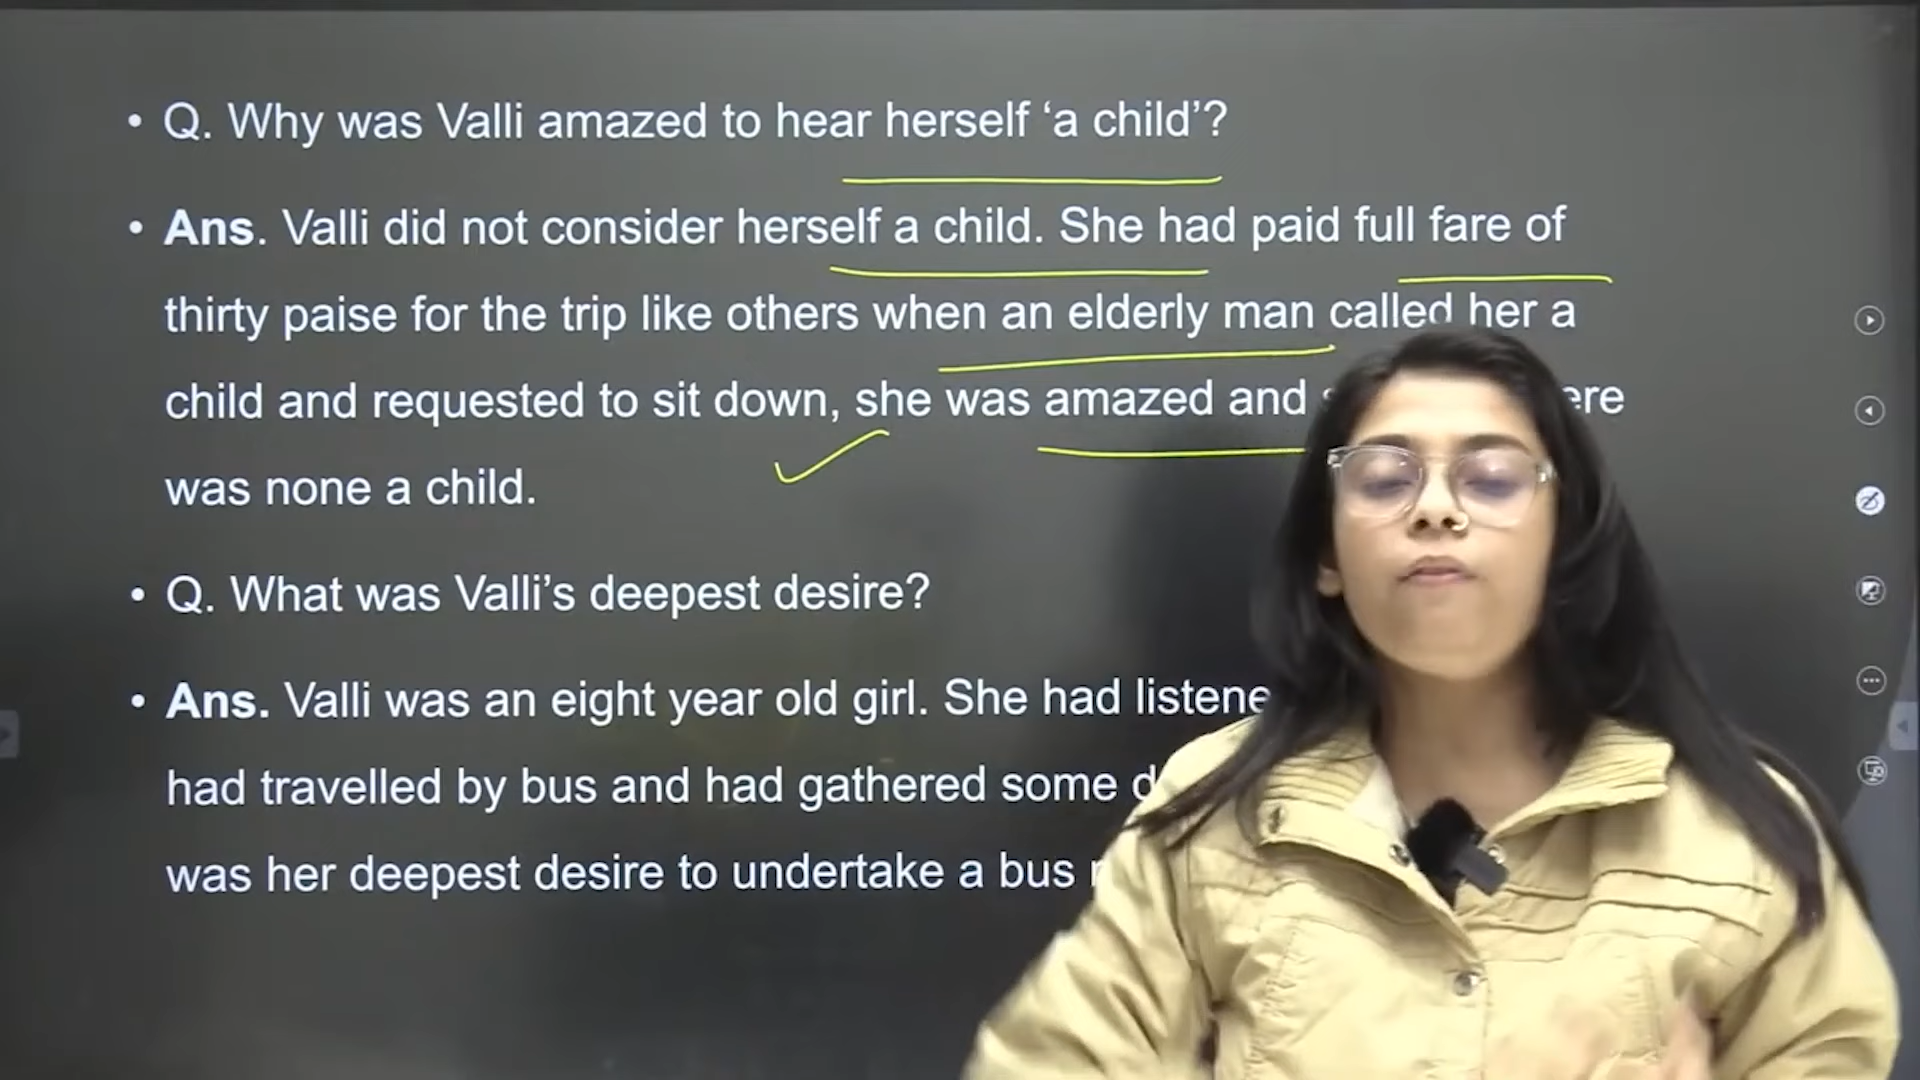 • Q. Why was Valli amazed to hear herself ‘a child’?
• Ans. Valli did not consider herself a child. She had paid full fare of
thirty paise for the trip like others when an elderly man called her a
child and requested to sit down, she was amazed and
was none a child.
• Q. What was Valli’s deepest desire?
• Ans. Valli was an eight year old girl. She had
had travelled by bus and had gathered some
was her deepest desire to undertake a bus